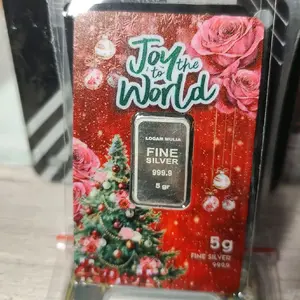 Joy
to the
World
LOGAM MULIA
FINE
SILVER
999.9
5 gr
5g
FINE SILVER
999.9